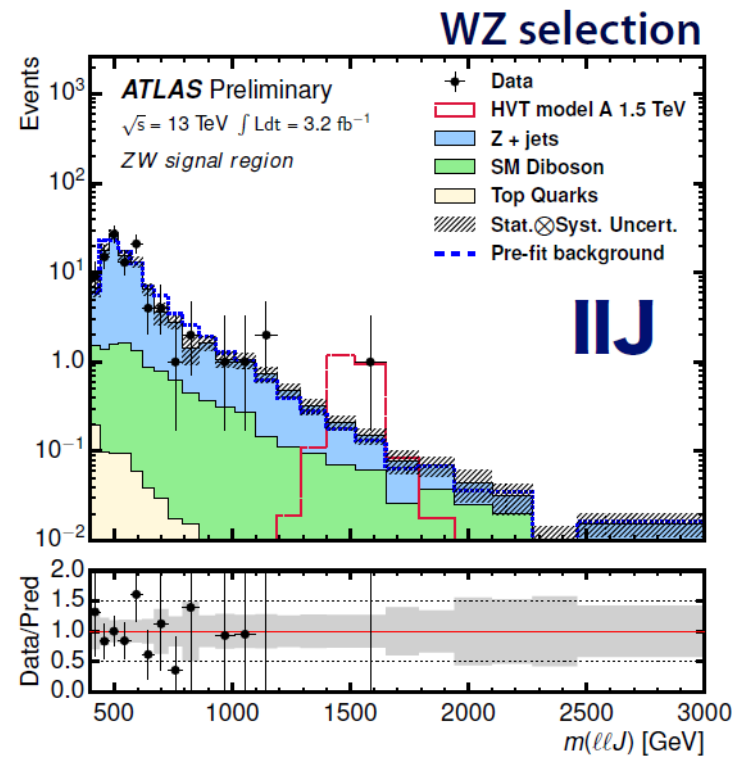 WZ selection
Events
10³
10²
10¹
1.0
10⁻¹
10⁻²
ATLAS Preliminary
√s = 13 TeV ∫ Ldt = 3.2 fb⁻¹
ZW signal region
Data
HVT model A 1.5 TeV
Z + jets
SM Diboson
Top Quarks
Stat.⊗Syst. Uncert.
Pre-fit background
llJ
Data/Pred
2.0
1.5
1.0
0.5
0.0
500 1000 1500 2000 2500 3000
m(ℓℓJ) [GeV]